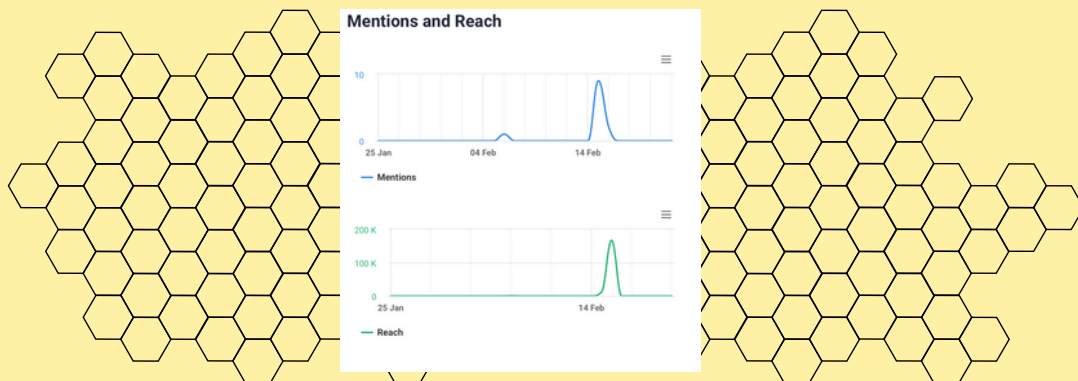 Mentions and Reach
10
0
25 Jan 04 Feb 14 Feb
Mentions
200 K
100 K
0
25 Jan 14 Feb
Reach